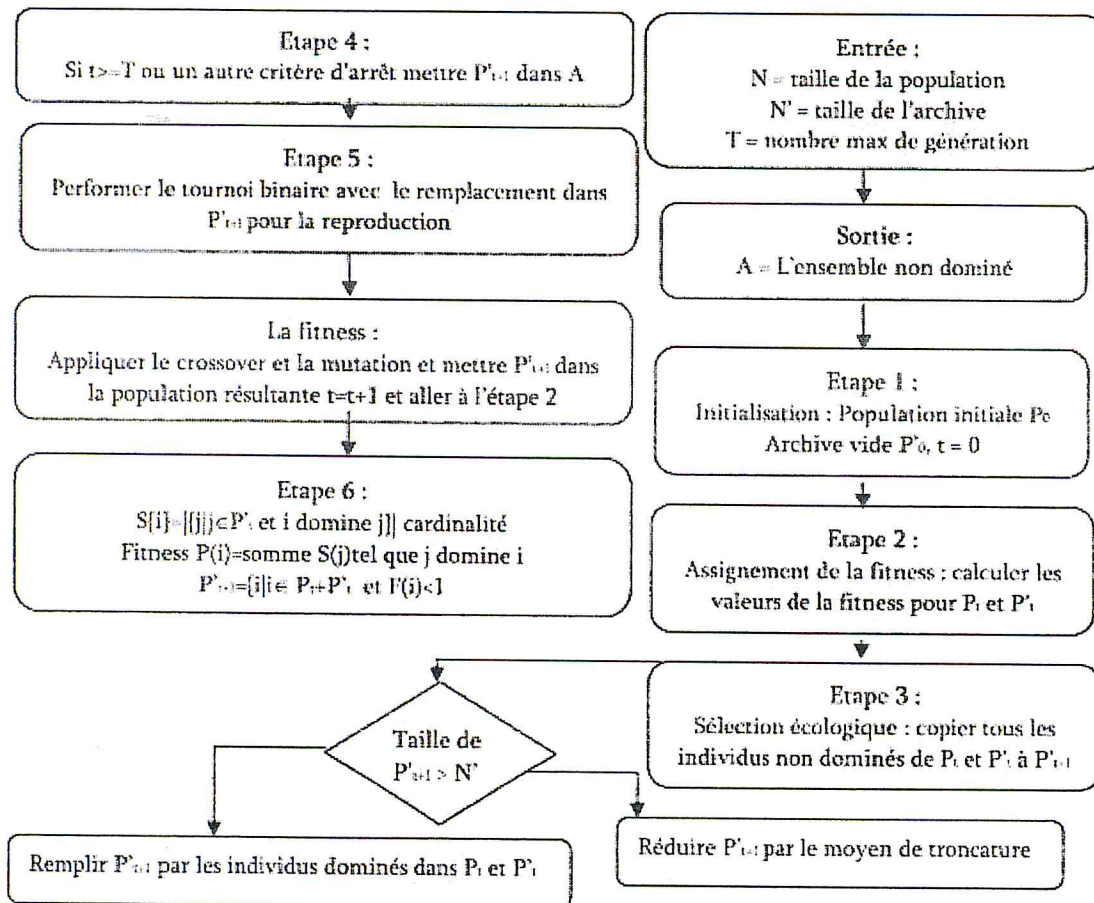 Etape 4 :
Si t>=T ou un autre critère d'arrêt mettre P'ₜ₊₁ dans A
Etape 5 :
Performer le tournoi binaire avec le remplacement dans
P'ₜ₊₁ pour la reproduction
La fitness :
Appliquer le crossover et la mutation et mettre P'ₜ₊₁ dans
la population résultante t=t+1 et aller à l'étape 2
Etape 6 :
S{i}=|{j|j∈P'ₜ et i domine j}| cardinalité
Fitness P(i)=somme S(j)tel que j domine i
P'ₜ₊₁={i|i∈ Pₜ+P'ₜ et F(i)<1
Entrée :
N = taille de la population
N' = taille de l'archive
T = nombre max de génération
Sortie :
A = L'ensemble non dominé
Etape 1 :
Initialisation : Population initiale P₀
Archive vide P'₀, t = 0
Etape 2 :
Assignement de la fitness : calculer les
valeurs de la fitness pour Pₜ et P'ₜ
Etape 3 :
Sélection écologique : copier tous les
individus non dominés de Pₜ et P'ₜ à P'ₜ₊₁
Taille de
P'ₜ₊₁ > N'
Remplir P'ₜ₊₁ par les individus dominés dans Pₜ et P'ₜ
Réduire P'ₜ₊₁ par le moyen de troncature